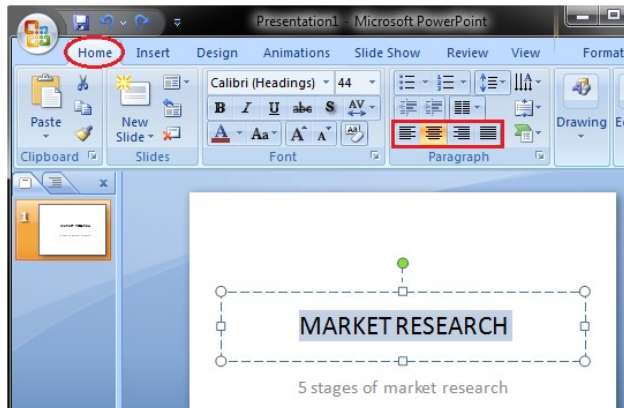 Presentation1 - Microsoft PowerPoint
Home Insert Design Animations Slide Show Review View Format
Calibri (Headings) 44
B I U abc S AV
A Aa A A
Paste
New Slide
Drawing
Clipboard Slides Font Paragraph
1
MARKET RESEARCH
5 stages of market research